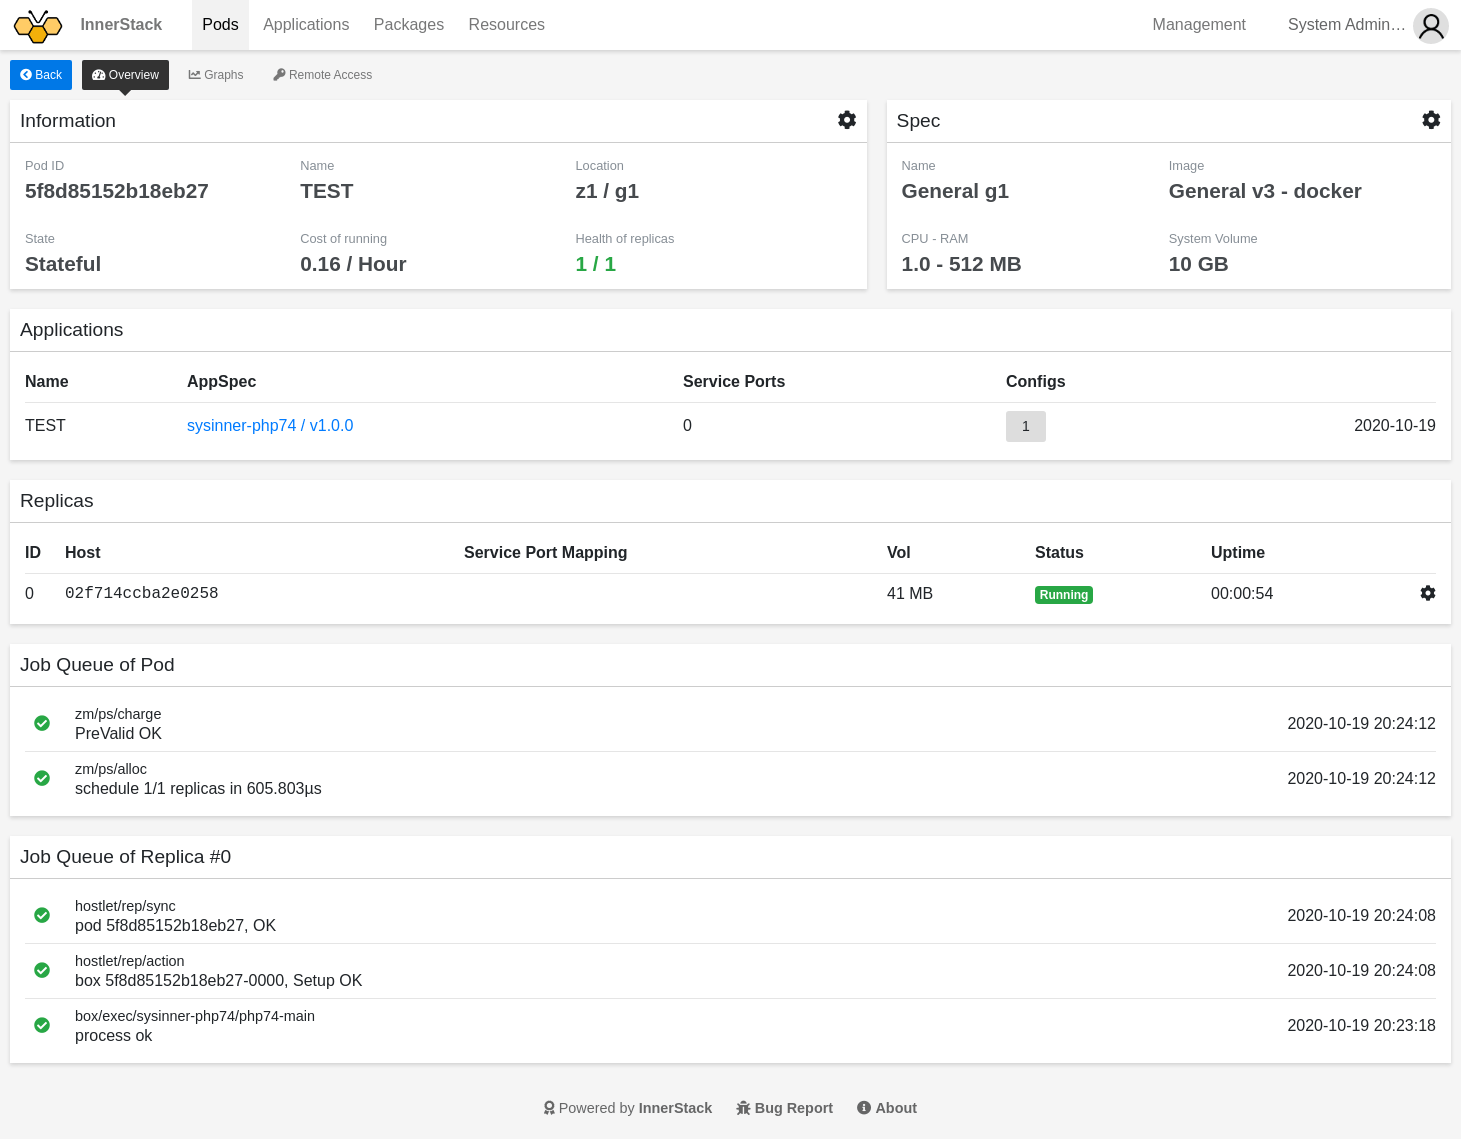 InnerStack Pods Applications Packages Resources Management System Admin…
Back Overview Graphs Remote Access
Information
Pod ID Name Location
5f8d85152b18eb27 TEST z1 / g1
State Cost of running Health of replicas
Stateful 0.16 / Hour 1 / 1
Spec
Name Image
General g1 General v3 - docker
CPU - RAM System Volume
1.0 - 512 MB 10 GB
Applications
Name AppSpec Service Ports Configs
TEST sysinner-php74 / v1.0.0 0 1 2020-10-19
Replicas
ID Host Service Port Mapping Vol Status Uptime
0 02f714ccba2e0258 41 MB Running 00:00:54
Job Queue of Pod
zm/ps/charge
PreValid OK 2020-10-19 20:24:12
zm/ps/alloc
schedule 1/1 replicas in 605.803µs 2020-10-19 20:24:12
Job Queue of Replica #0
hostlet/rep/sync
pod 5f8d85152b18eb27, OK 2020-10-19 20:24:08
hostlet/rep/action
box 5f8d85152b18eb27-0000, Setup OK 2020-10-19 20:24:08
box/exec/sysinner-php74/php74-main
process ok 2020-10-19 20:23:18
Powered by InnerStack Bug Report About